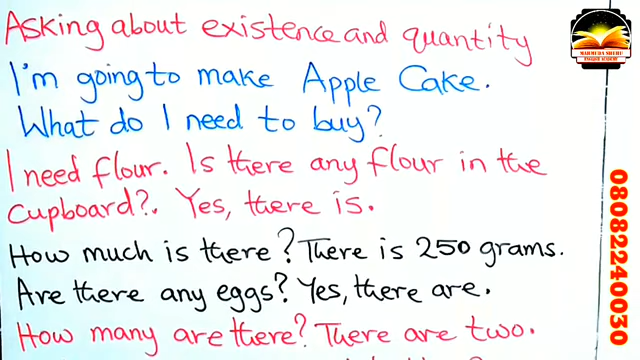 Asking about existence and quantity
I'm going to make Apple Cake.
What do I need to buy?
I need flour. Is there any flour in the
cupboard?. Yes, there is.
How much is there? There is 250 grams.
Are there any eggs? Yes, there are.
How many are there? There are two.
08082240030